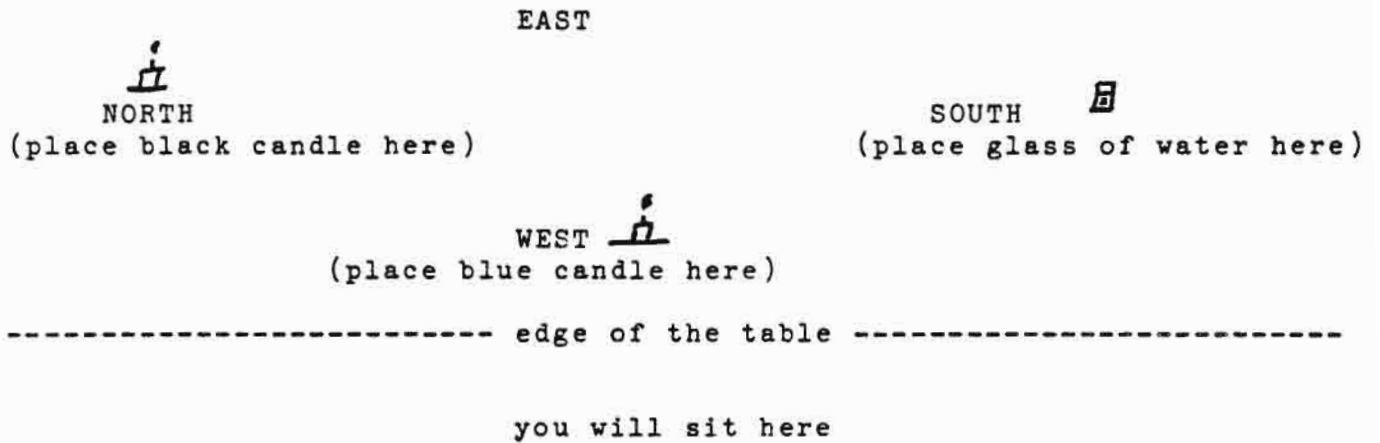 EAST
NORTH SOUTH
(place black candle here) (place glass of water here)
WEST
(place blue candle here)
-------------------------- edge of the table --------------------------
you will sit here